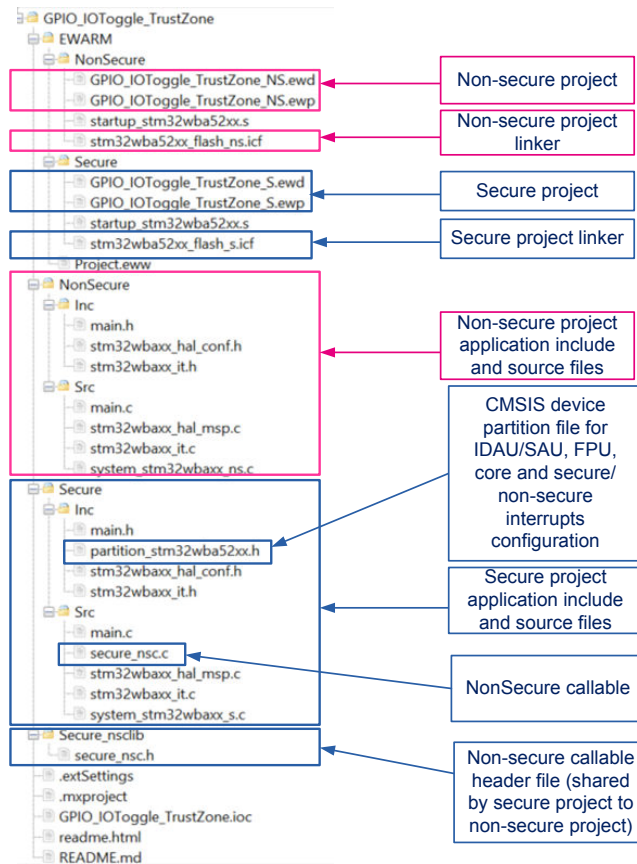 GPIO_IOToggle_TrustZone
EWARM
NonSecure
GPIO_IOToggle_TrustZone_NS.ewd
GPIO_IOToggle_TrustZone_NS.ewp
startup_stm32wba52xx.s
stm32wba52xx_flash_ns.icf
Secure
GPIO_IOToggle_TrustZone_S.ewd
GPIO_IOToggle_TrustZone_S.ewp
startup_stm32wba52xx.s
stm32wba52xx_flash_s.icf
Project.eww
NonSecure
Inc
main.h
stm32wbaxx_hal_conf.h
stm32wbaxx_it.h
Src
main.c
stm32wbaxx_hal_msp.c
stm32wbaxx_it.c
system_stm32wbaxx_ns.c
Secure
Inc
main.h
partition_stm32wba52xx.h
stm32wbaxx_hal_conf.h
stm32wbaxx_it.h
Src
main.c
secure_nsc.c
stm32wbaxx_hal_msp.c
stm32wbaxx_it.c
system_stm32wbaxx_s.c
Secure_nsclib
secure_nsc.h
.extSettings
.mxproject
GPIO_IOToggle_TrustZone.ioc
readme.html
README.md
Non-secure project
Non-secure project
linker
Secure project
Secure project linker
Non-secure project
application include
and source files
CMSIS device
partition file for
IDAU/SAU, FPU,
core and secure/
non-secure
interrupts
configuration
Secure project
application include
and source files
NonSecure callable
Non-secure callable
header file (shared
by secure project to
non-secure project)